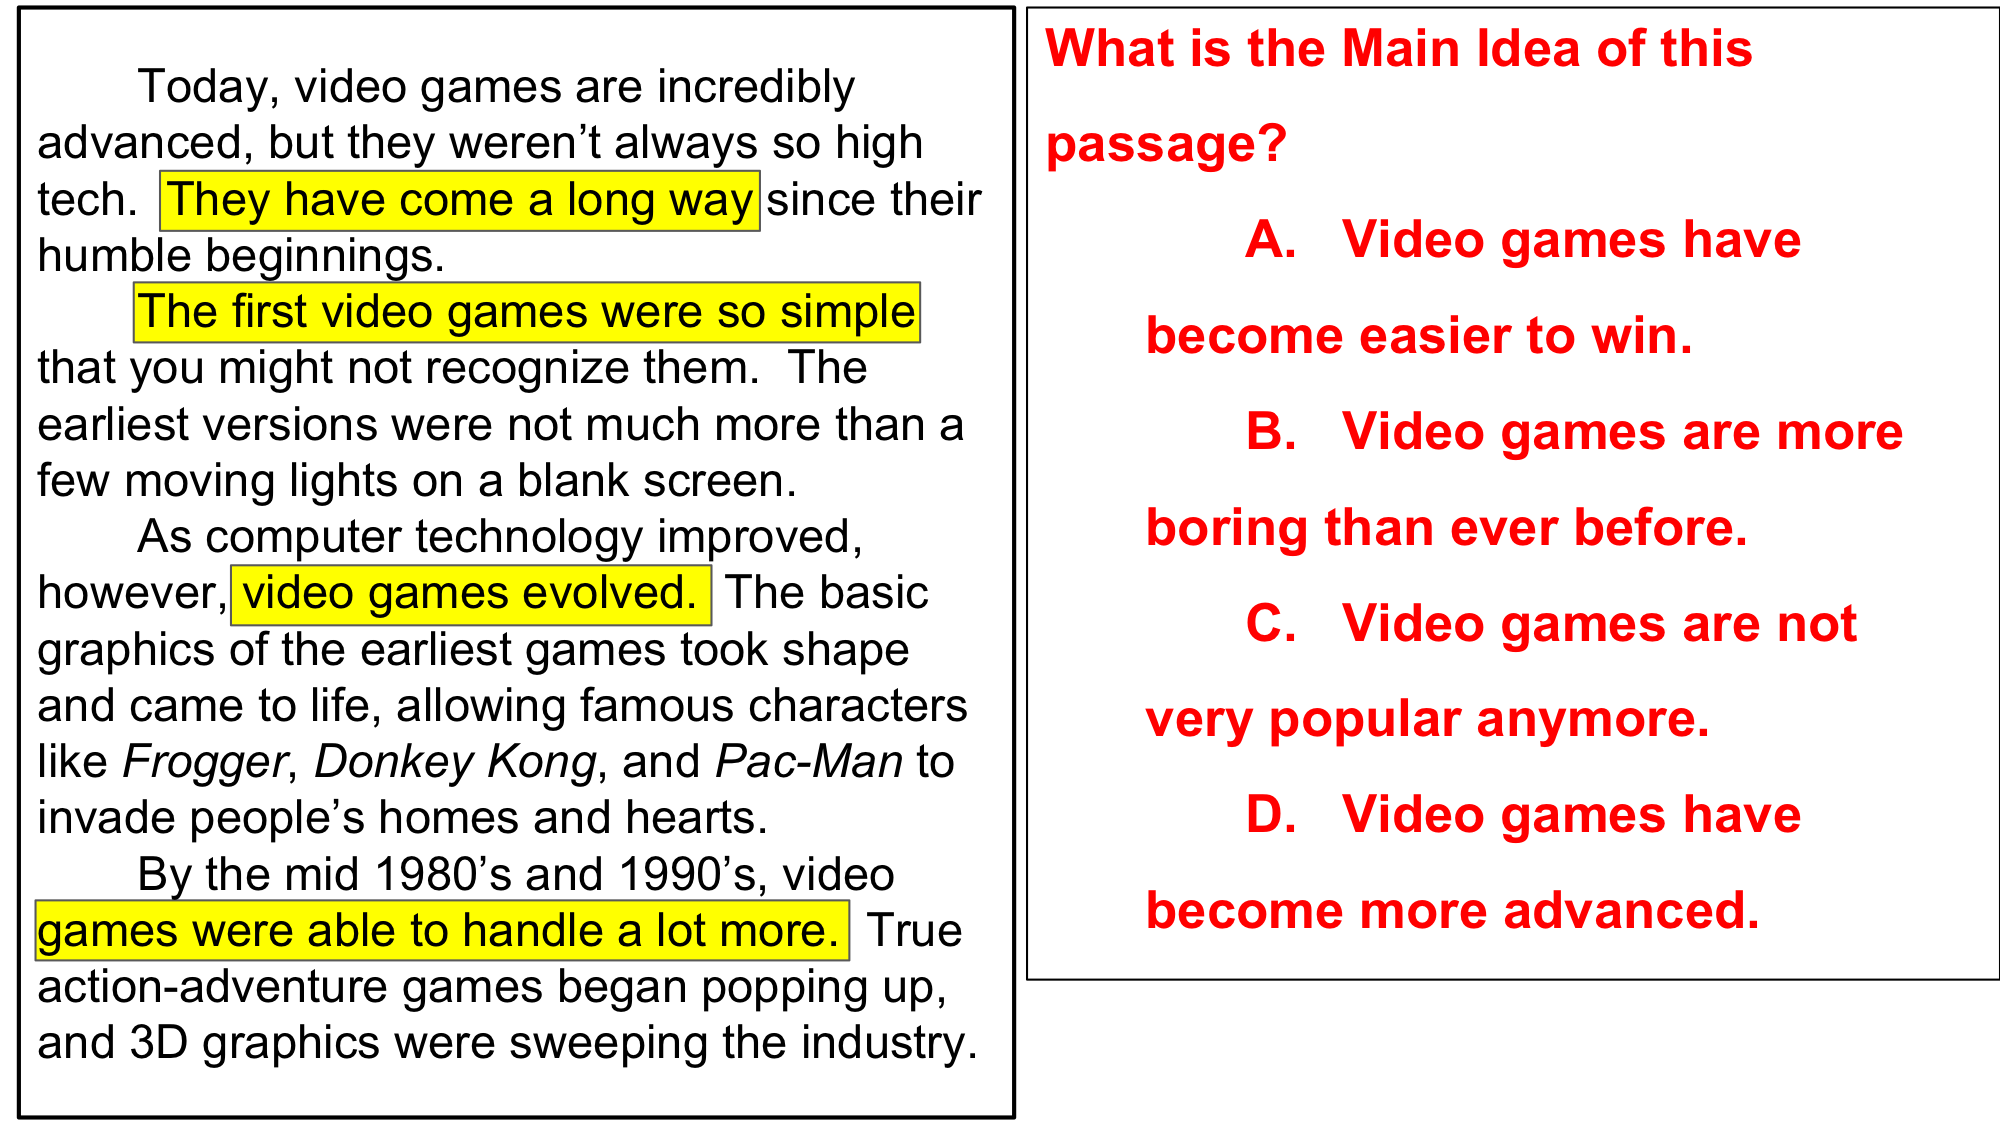 Today, video games are incredibly
advanced, but they weren’t always so high
tech.  They have come a long way since their
humble beginnings.
The first video games were so simple
that you might not recognize them.  The
earliest versions were not much more than a
few moving lights on a blank screen.
As computer technology improved,
however, video games evolved.  The basic
graphics of the earliest games took shape
and came to life, allowing famous characters
like Frogger, Donkey Kong, and Pac-Man to
invade people’s homes and hearts.
By the mid 1980’s and 1990’s, video
games were able to handle a lot more.  True
action-adventure games began popping up,
and 3D graphics were sweeping the industry.
What is the Main Idea of this
passage?
A.   Video games have
become easier to win.
B.   Video games are more
boring than ever before.
C.   Video games are not
very popular anymore.
D.   Video games have
become more advanced.